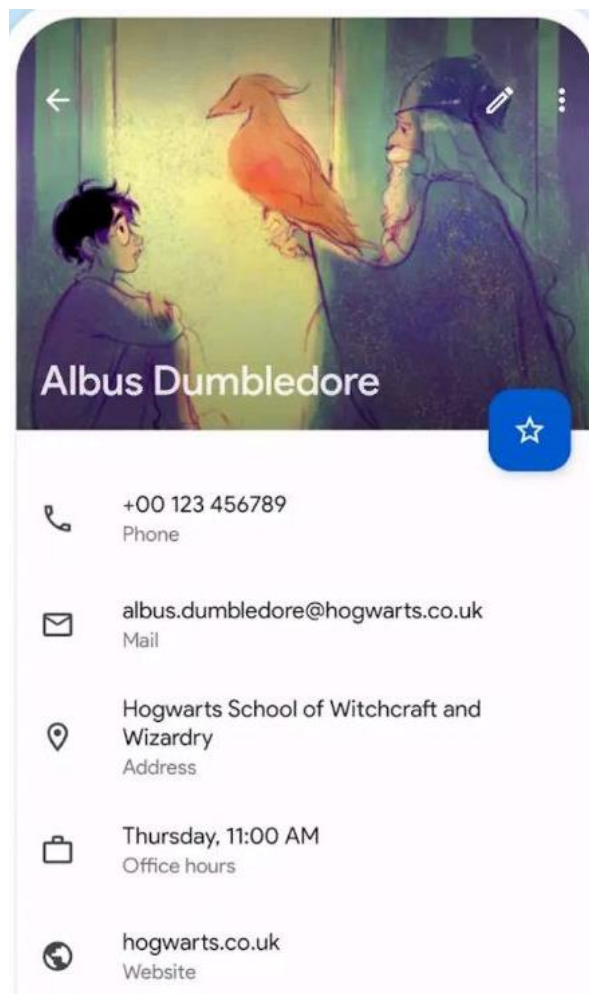 Albus Dumbledore
+00 123 456789
Phone
albus.dumbledore@hogwarts.co.uk
Mail
Hogwarts School of Witchcraft and
Wizardry
Address
Thursday, 11:00 AM
Office hours
hogwarts.co.uk
Website